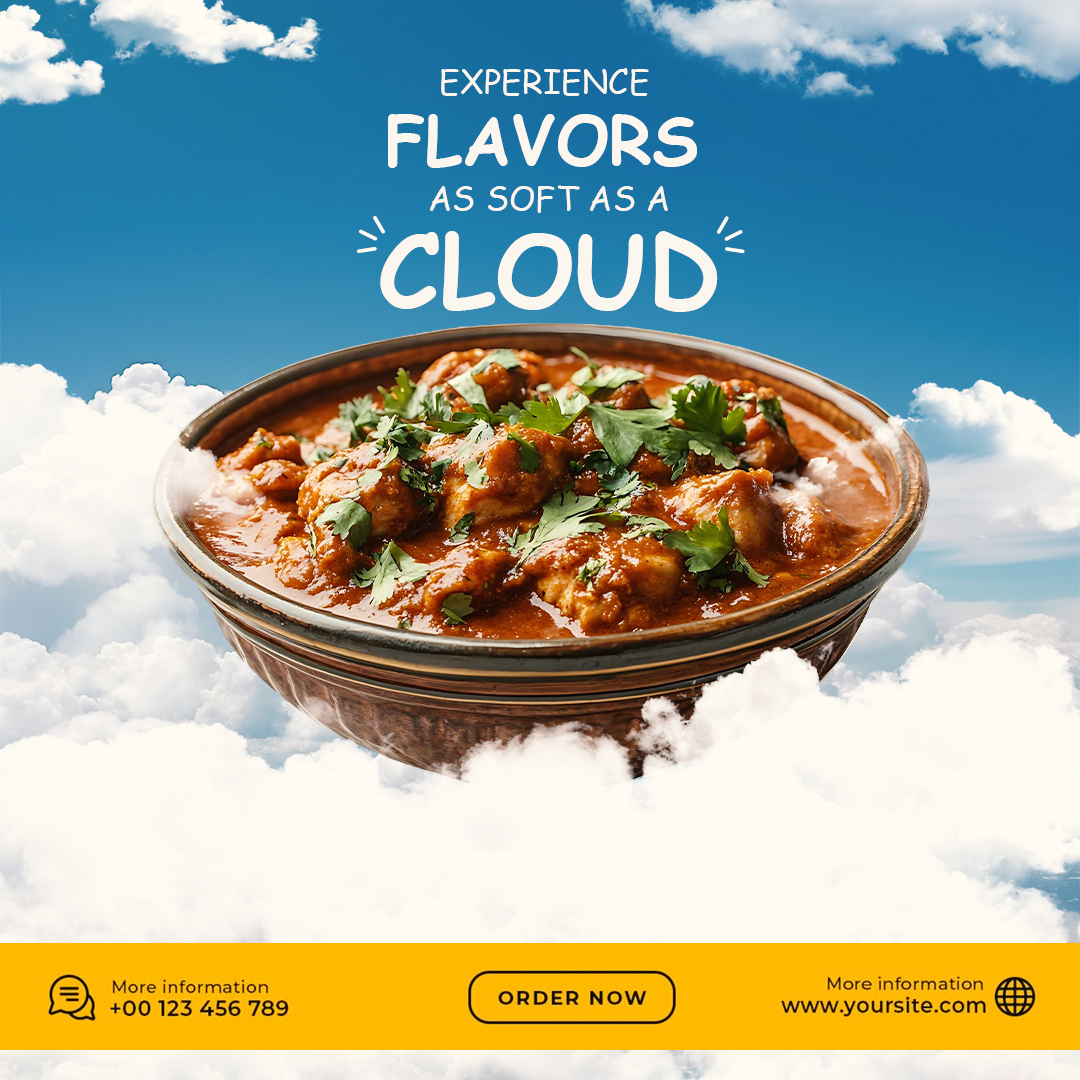 EXPERIENCE
FLAVORS
AS SOFT AS A
CLOUD
More information
+00 123 456 789
ORDER NOW
More information
www.yoursite.com